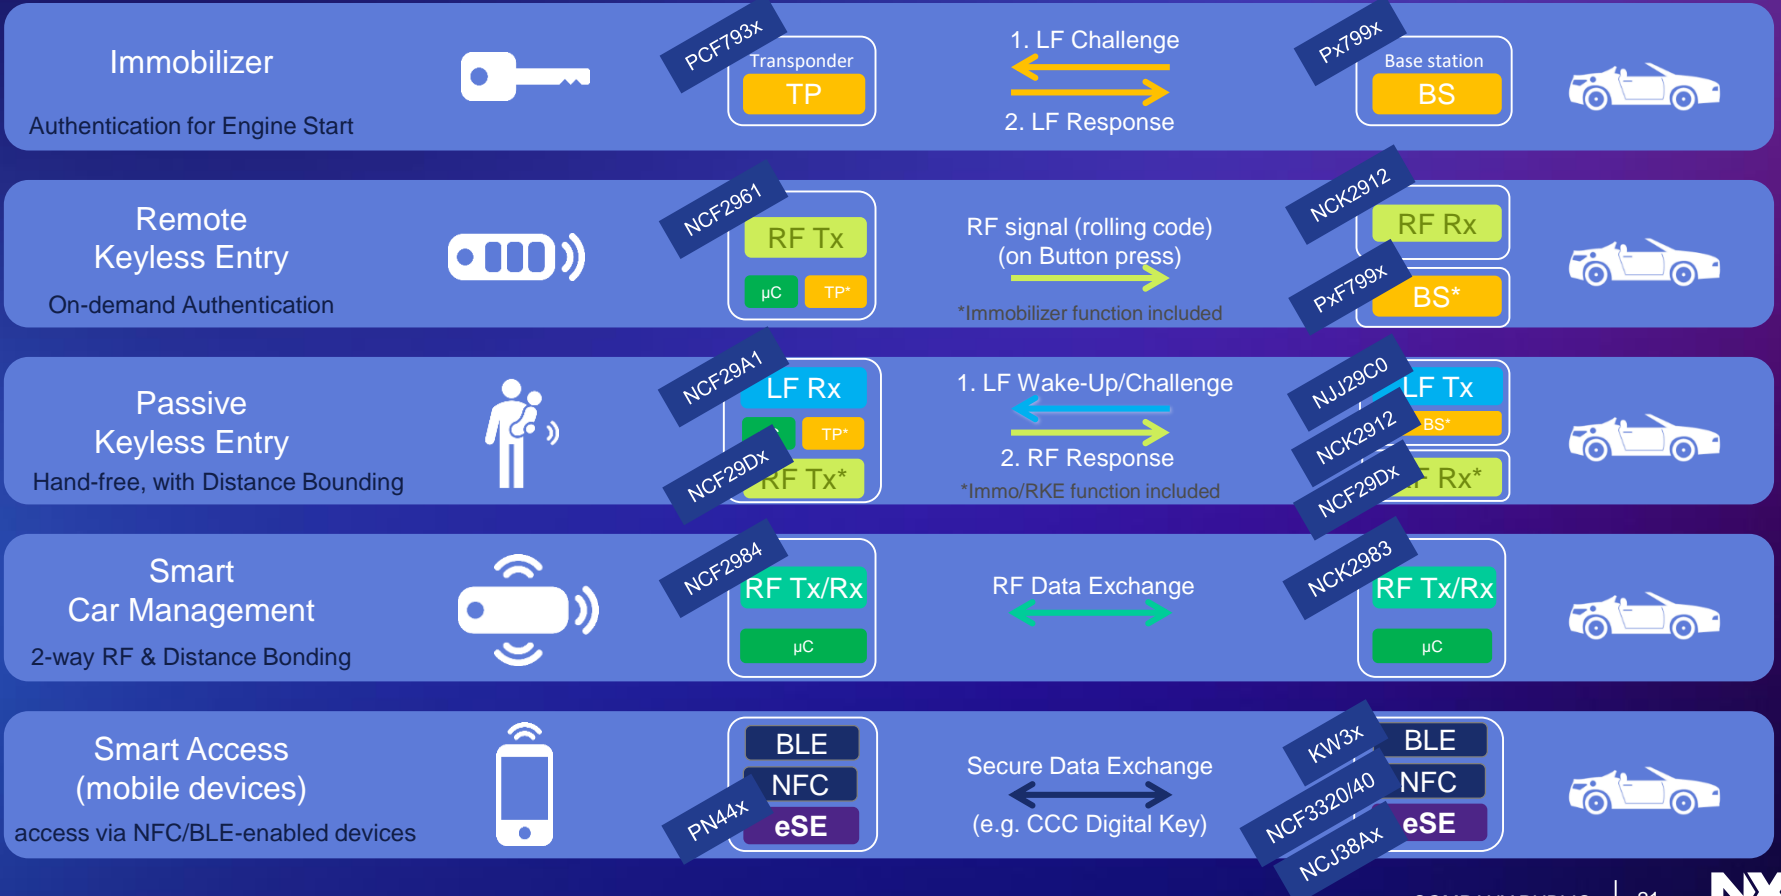 Immobilizer
Authentication for Engine Start
PCF793x
Transponder
TP
1. LF Challenge
2. LF Response
Px799x
Base station
BS
Remote
Keyless Entry
On-demand Authentication
NCF2961
RF Tx
µC
TP*
RF signal (rolling code)
(on Button press)
*Immobilizer function included
NCK2912
RF Rx
PxF799x
BS*
Passive
Keyless Entry
Hand-free, with Distance Bounding
NCF29A1
LF Rx
TP*
NCF29Dx
RF Tx*
1. LF Wake-Up/Challenge
2. RF Response
*Immo/RKE function included
NJJ29C0
LF Tx
NCK2912
BS*
NCF29Dx
RF Rx*
Smart
Car Management
2-way RF & Distance Bonding
NCF2984
RF Tx/Rx
µC
RF Data Exchange
NCK2983
RF Tx/Rx
µC
Smart Access
(mobile devices)
access via NFC/BLE-enabled devices
BLE
NFC
PN44x
eSE
Secure Data Exchange
(e.g. CCC Digital Key)
KW3x
BLE
NCF3320/40
NFC
NCJ38Ax
eSE